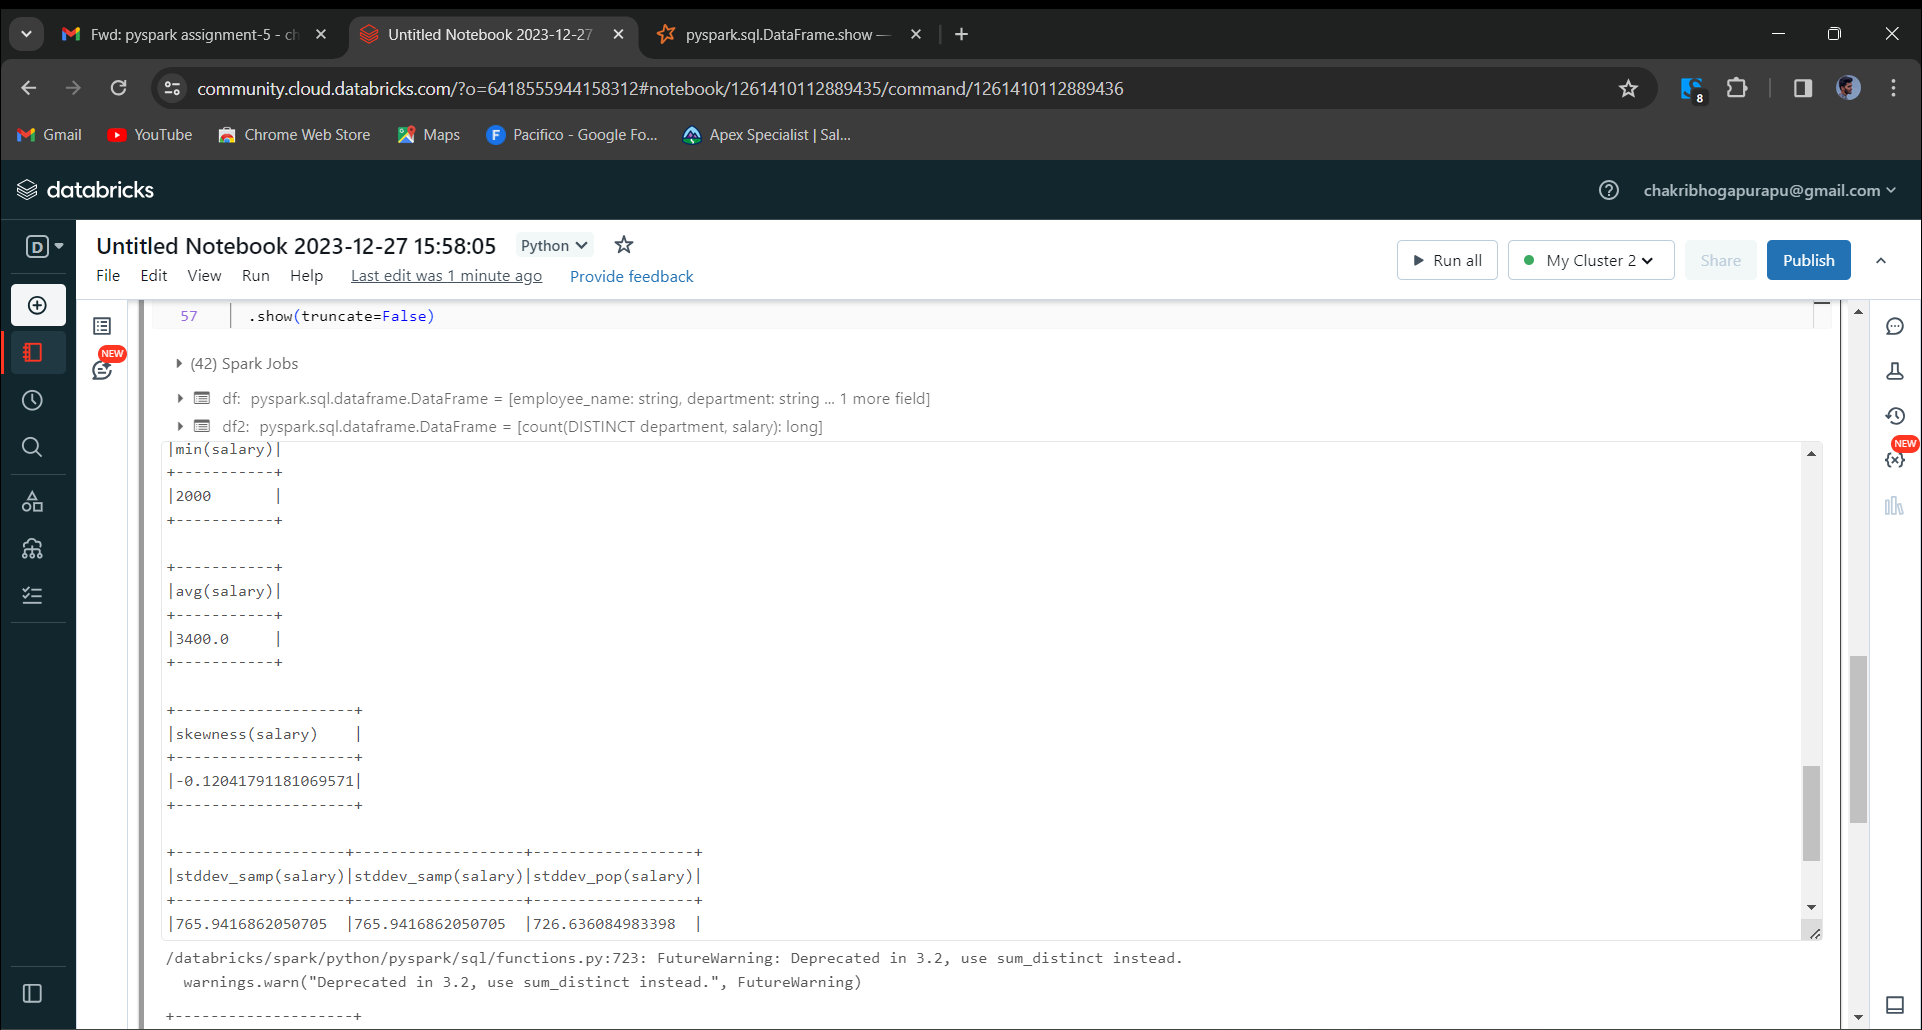 Fwd: pyspark assignment-5 - ch
Untitled Notebook 2023-12-27
pyspark.sql.DataFrame.show —
community.cloud.databricks.com/?o=6418555944158312#notebook/1261410112889435/command/1261410112889436
8
Gmail
YouTube
Chrome Web Store
Maps
Pacifico - Google Fo...
Apex Specialist | Sal...
databricks
chakribhogapurapu@gmail.com
D
Untitled Notebook 2023-12-27 15:58:05
Python
File Edit View Run Help Last edit was 1 minute ago Provide feedback
Run all
My Cluster 2
Share
Publish
NEW
NEW
57 .show(truncate=False)
(42) Spark Jobs
df: pyspark.sql.dataframe.DataFrame = [employee_name: string, department: string ... 1 more field]
df2: pyspark.sql.dataframe.DataFrame = [count(DISTINCT department, salary): long]
|min(salary)|
+-----------+
|2000       |
+-----------+
+-----------+
|avg(salary)|
+-----------+
|3400.0     |
+-----------+
+--------------------+
|skewness(salary)    |
+--------------------+
|-0.12041791181069571|
+--------------------+
+-------------------+-------------------+------------------+
|stddev_samp(salary)|stddev_samp(salary)|stddev_pop(salary)|
+-------------------+-------------------+------------------+
|765.9416862050705  |765.9416862050705  |726.636084983398  |
/databricks/spark/python/pyspark/sql/functions.py:723: FutureWarning: Deprecated in 3.2, use sum_distinct instead.
warnings.warn("Deprecated in 3.2, use sum_distinct instead.", FutureWarning)
+--------------------+